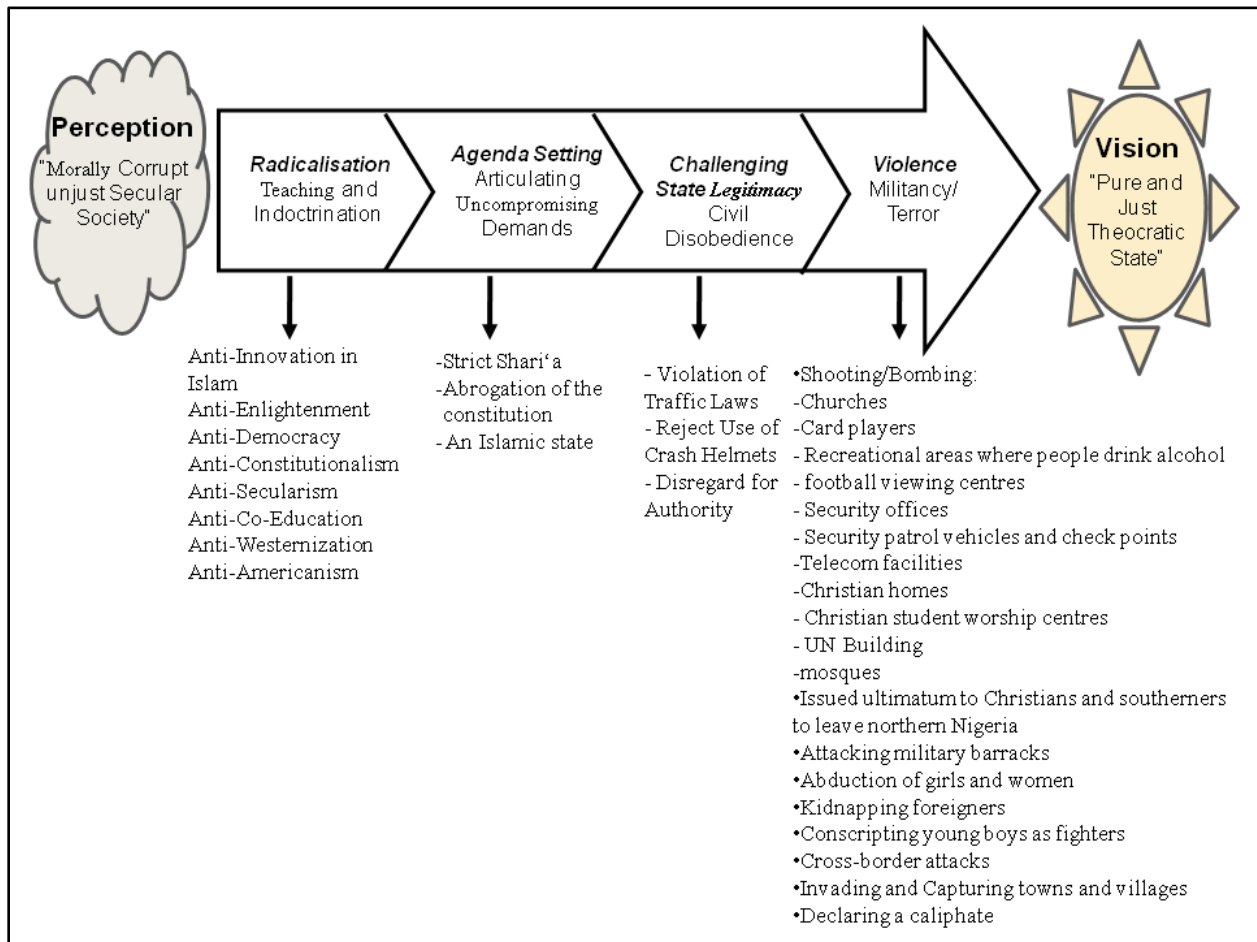 Perception
"Morally Corrupt
unjust Secular
Society"
Radicalisation
Teaching and
Indoctrination
Agenda Setting
Articulating
Uncompromising
Demands
Challenging
State Legitimacy
Civil
Disobedience
Violence
Militancy/
Terror
Vision
"Pure and
Just
Theocratic
State"
Anti-Innovation in
Islam
Anti-Enlightenment
Anti-Democracy
Anti-Constitutionalism
Anti-Secularism
Anti-Co-Education
Anti-Westernization
Anti-Americanism
-Strict Shari‘a
-Abrogation of the
constitution
-An Islamic state
- Violation of
Traffic Laws
- Reject Use of
Crash Helmets
- Disregard for
Authority
•Shooting/Bombing:
-Churches
-Card players
- Recreational areas where people drink alcohol
- football viewing centres
- Security offices
- Security patrol vehicles and check points
-Telecom facilities
-Christian homes
- Christian student worship centres
- UN Building
-mosques
•Issued ultimatum to Christians and southerners
to leave northern Nigeria
•Attacking military barracks
•Abduction of girls and women
•Kidnapping foreigners
•Conscripting young boys as fighters
•Cross-border attacks
•Invading and Capturing towns and villages
•Declaring a caliphate